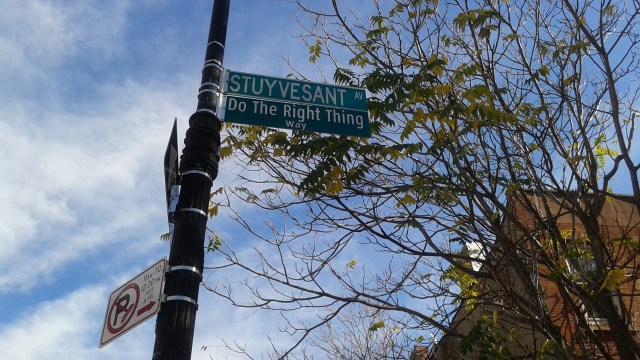 STUYVESANT AV
Do The Right Thing
way
P